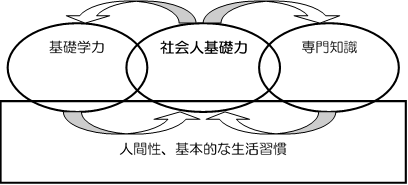 基礎学力
社会人基礎力
専門知識
人間性、基本的な生活習慣